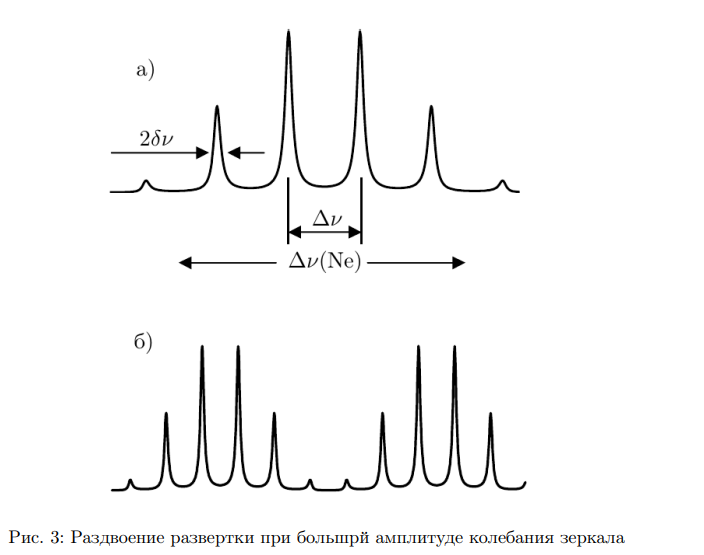 а)
2δν
Δν
Δν(Ne)
б)
Рис. 3: Раздвоение развертки при большрй амплитуде колебания зеркала